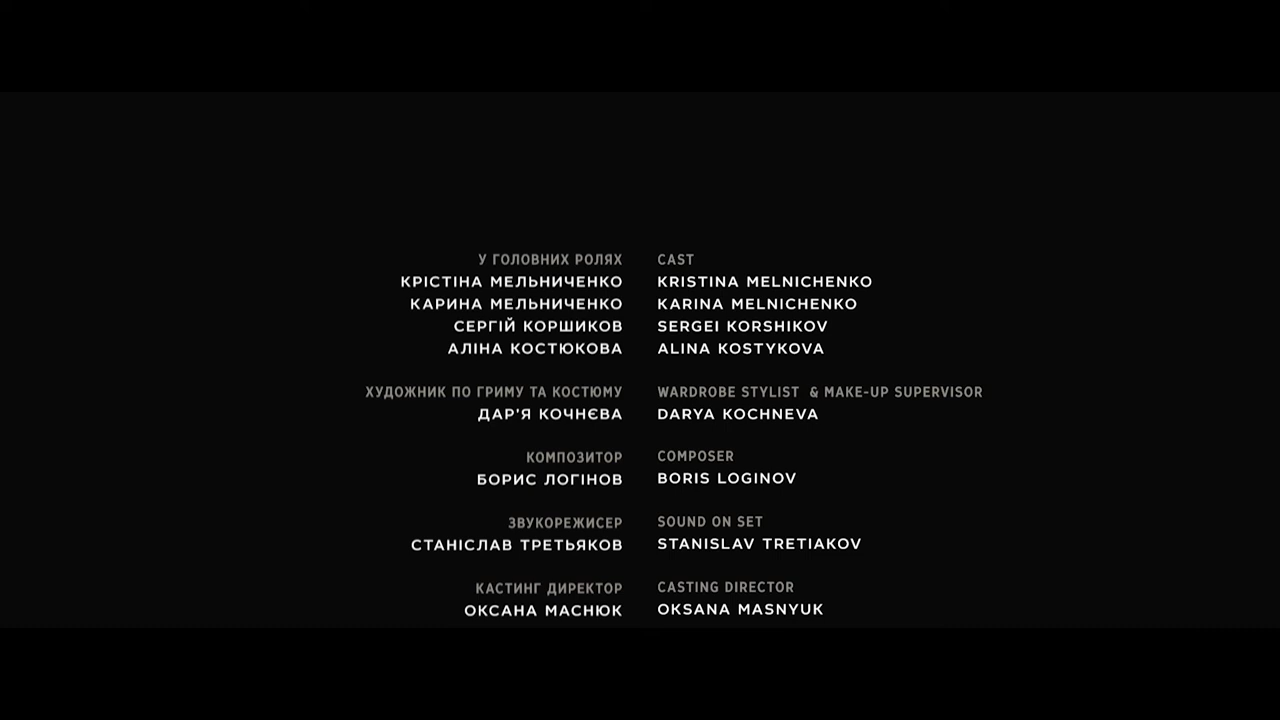 У ГОЛОВНИХ РОЛЯХ CAST
КРІСТІНА МЕЛЬНИЧЕНКО KRISTINA MELNICHENKO
КАРИНА МЕЛЬНИЧЕНКО KARINA MELNICHENKO
СЕРГІЙ КОРШИКОВ SERGEI KORSHIKOV
АЛІНА КОСТЮКОВА ALINA KOSTYKOVA
ХУДОЖНИК ПО ГРИМУ ТА КОСТЮМУ WARDROBE STYLIST & MAKE-UP SUPERVISOR
ДАР'Я КОЧНЄВА DARYA KOCHNEVA
КОМПОЗИТОР COMPOSER
БОРИС ЛОГІНОВ BORIS LOGINOV
ЗВУКОРЕЖИСЕР SOUND ON SET
СТАНІСЛАВ ТРЕТЬЯКОВ STANISLAV TRETIAKOV
КАСТИНГ ДИРЕКТОР CASTING DIRECTOR
ОКСАНА МАСНЮК OKSANA MASNYUK